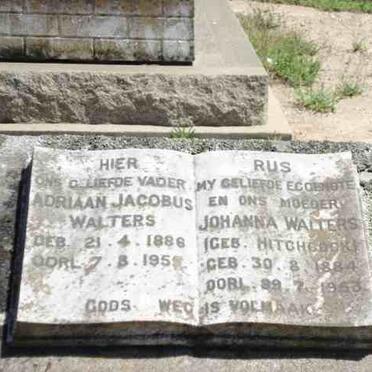 HIER
ONS GELIEFDE VADER
ADRIAAN JACOBUS
WALTERS
GEB. 21-4-1886
OORL. 7-8-195
RUS
MY GELIEFDE EGGENOTE
EN ONS MOEDER
JOHANNA WALTERS
(GEB. HITCHCOCK)
GEB 30-8-1884
OORL. 29-7-1953
GODS WEG IS VOLMAAK